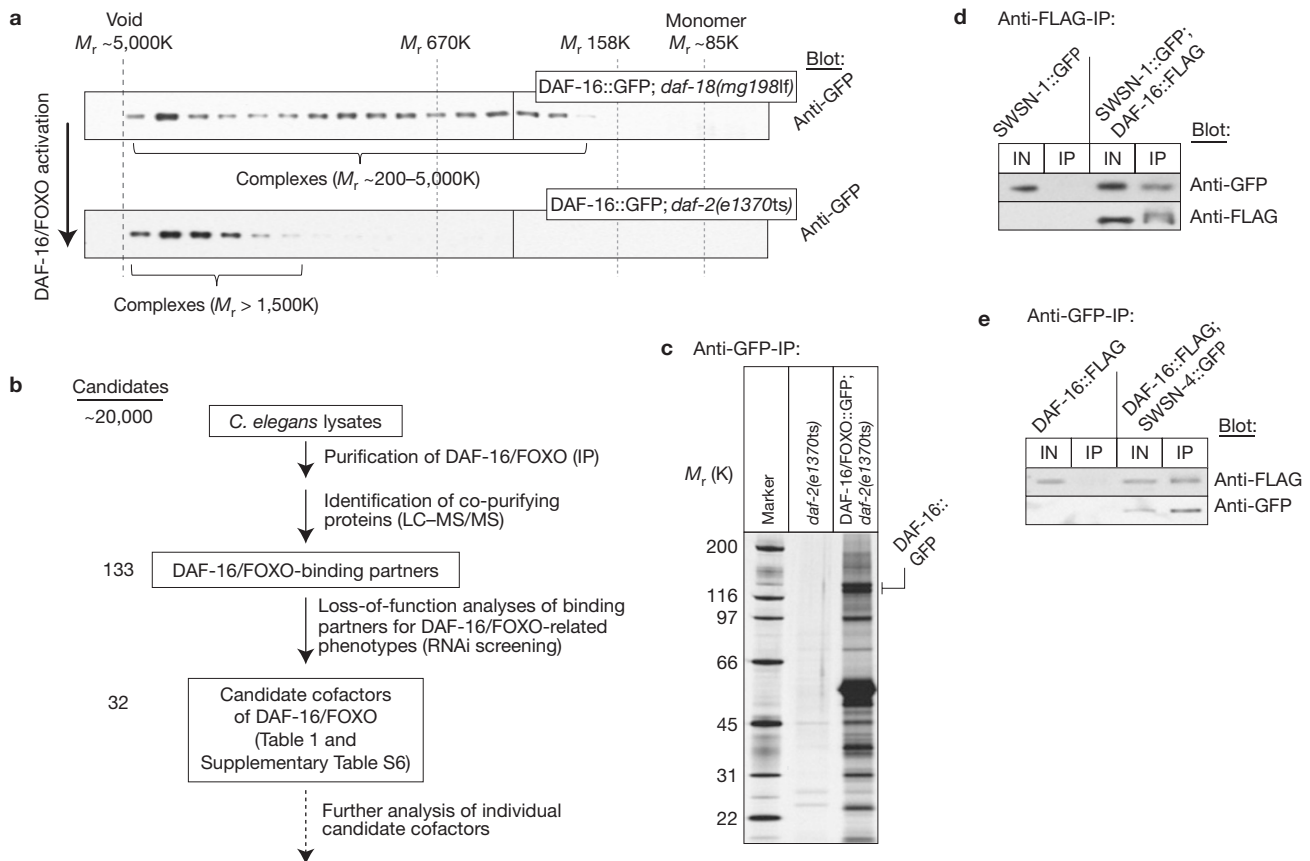 a
Void
Mr ~5,000K
Mr 670K
Mr 158K
Monomer
Mr ~85K
Blot:
DAF-16/FOXO activation
DAF-16::GFP; daf-18(mg198lf)
Anti-GFP
Complexes (Mr ~200–5,000K)
DAF-16::GFP; daf-2(e1370ts)
Anti-GFP
Complexes (Mr > 1,500K)
b
Candidates
~20,000
C. elegans lysates
Purification of DAF-16/FOXO (IP)
Identification of co-purifying
proteins (LC–MS/MS)
133
DAF-16/FOXO-binding partners
Loss-of-function analyses of binding
partners for DAF-16/FOXO-related
phenotypes (RNAi screening)
32
Candidate cofactors
of DAF-16/FOXO
(Table 1 and
Supplementary Table S6)
Further analysis of individual
candidate cofactors
c
Anti-GFP-IP:
Mr (K)
Marker
daf-2(e1370ts)
DAF-16/FOXO::GFP;
daf-2(e1370ts)
DAF-16::
GFP
200
116
97
66
45
31
22
d
Anti-FLAG-IP:
SWSN-1::GFP
SWSN-1::GFP;
DAF-16::FLAG
Blot:
IN
IP
IN
IP
Anti-GFP
Anti-FLAG
e
Anti-GFP-IP:
DAF-16::FLAG
DAF-16::FLAG;
SWSN-4::GFP
Blot:
IN
IP
IN
IP
Anti-FLAG
Anti-GFP